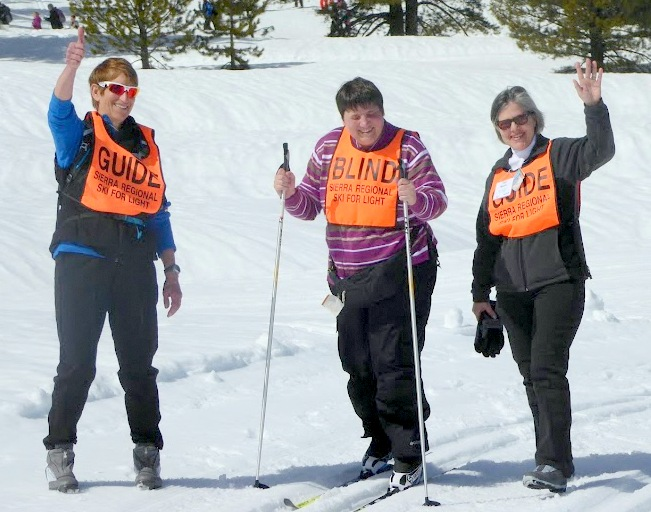 GUIDE
SIERRA REGIONAL
SKI FOR LIGHT
BLIND
SIERRA REGIONAL
SKI FOR LIGHT
GUIDE
SIERRA REGIONAL
SKI FOR LIGHT